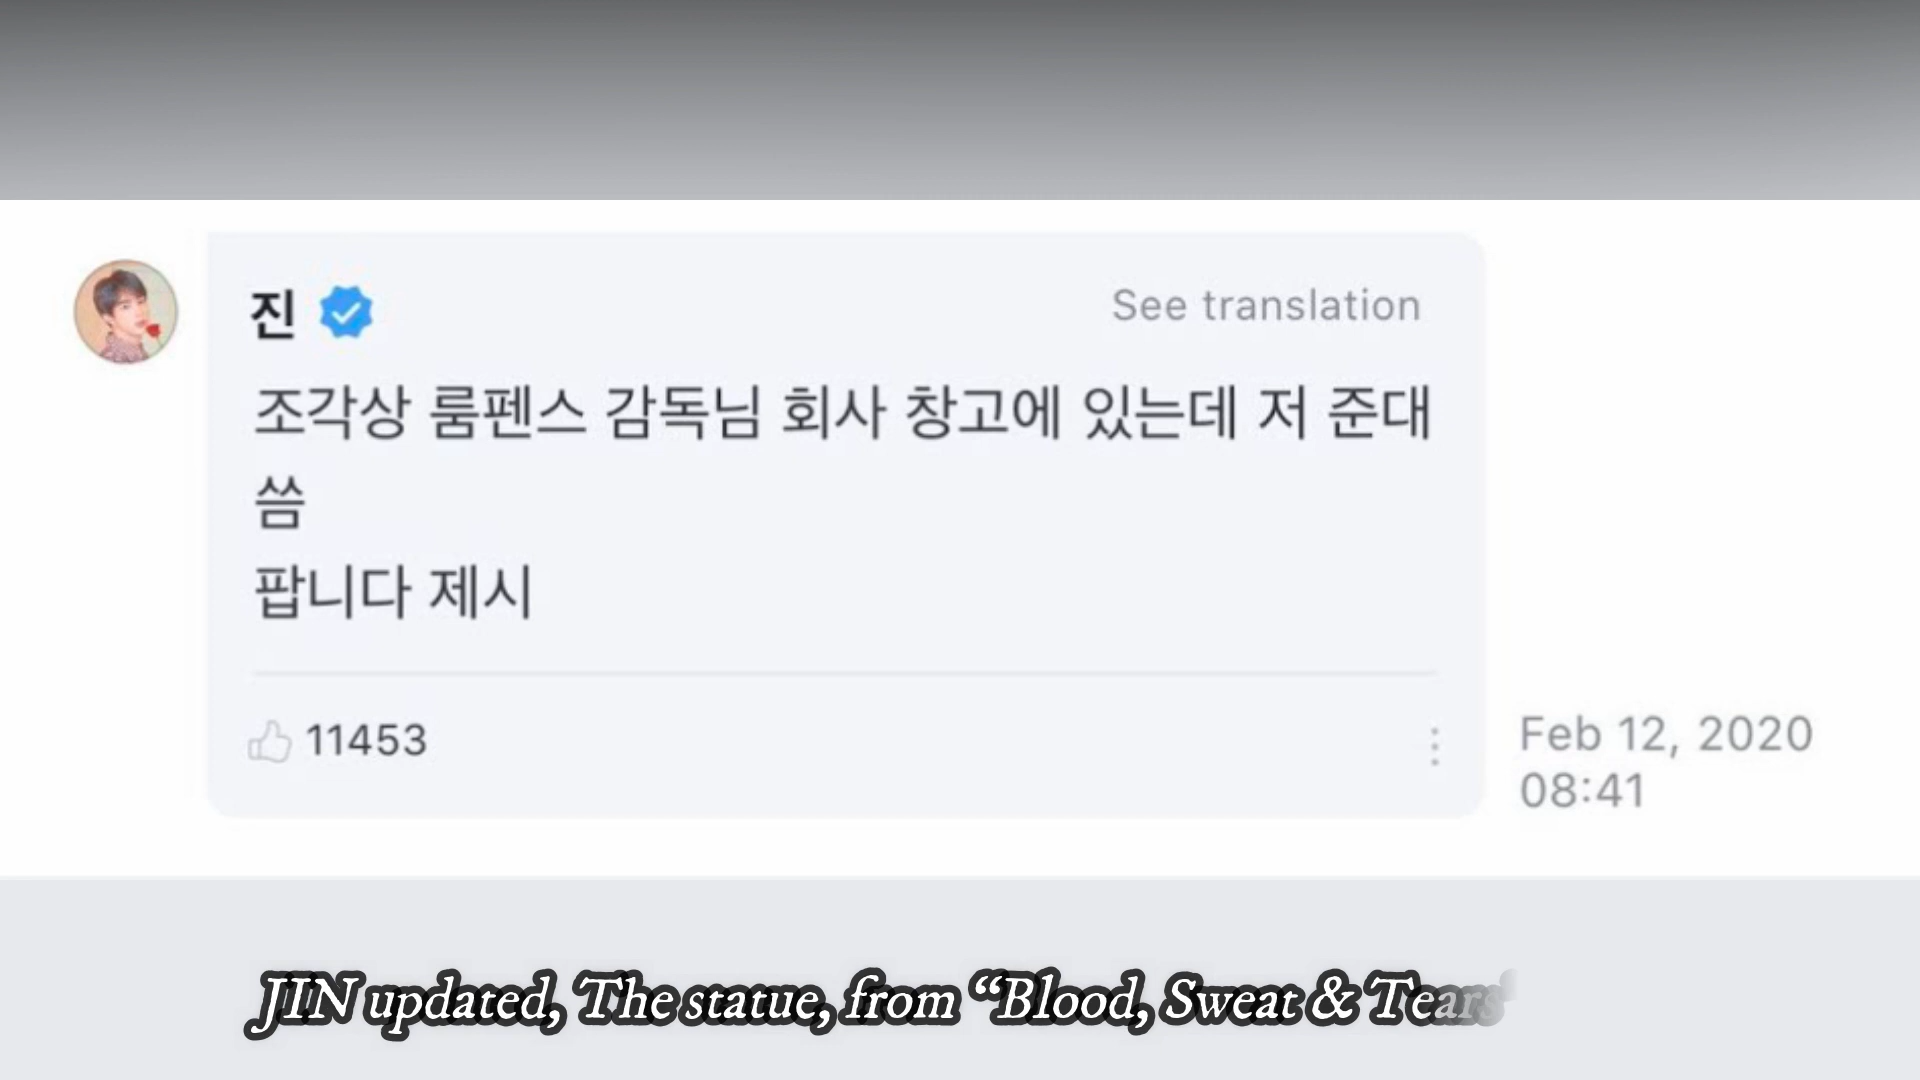 진
See translation
조각상 룸펜스 감독님 회사 창고에 있는데 저 준대
씀
팝니다 제시
11453
Feb 12, 2020
08:41
JIN updated, The statue, from “Blood, Sweat & Tears"